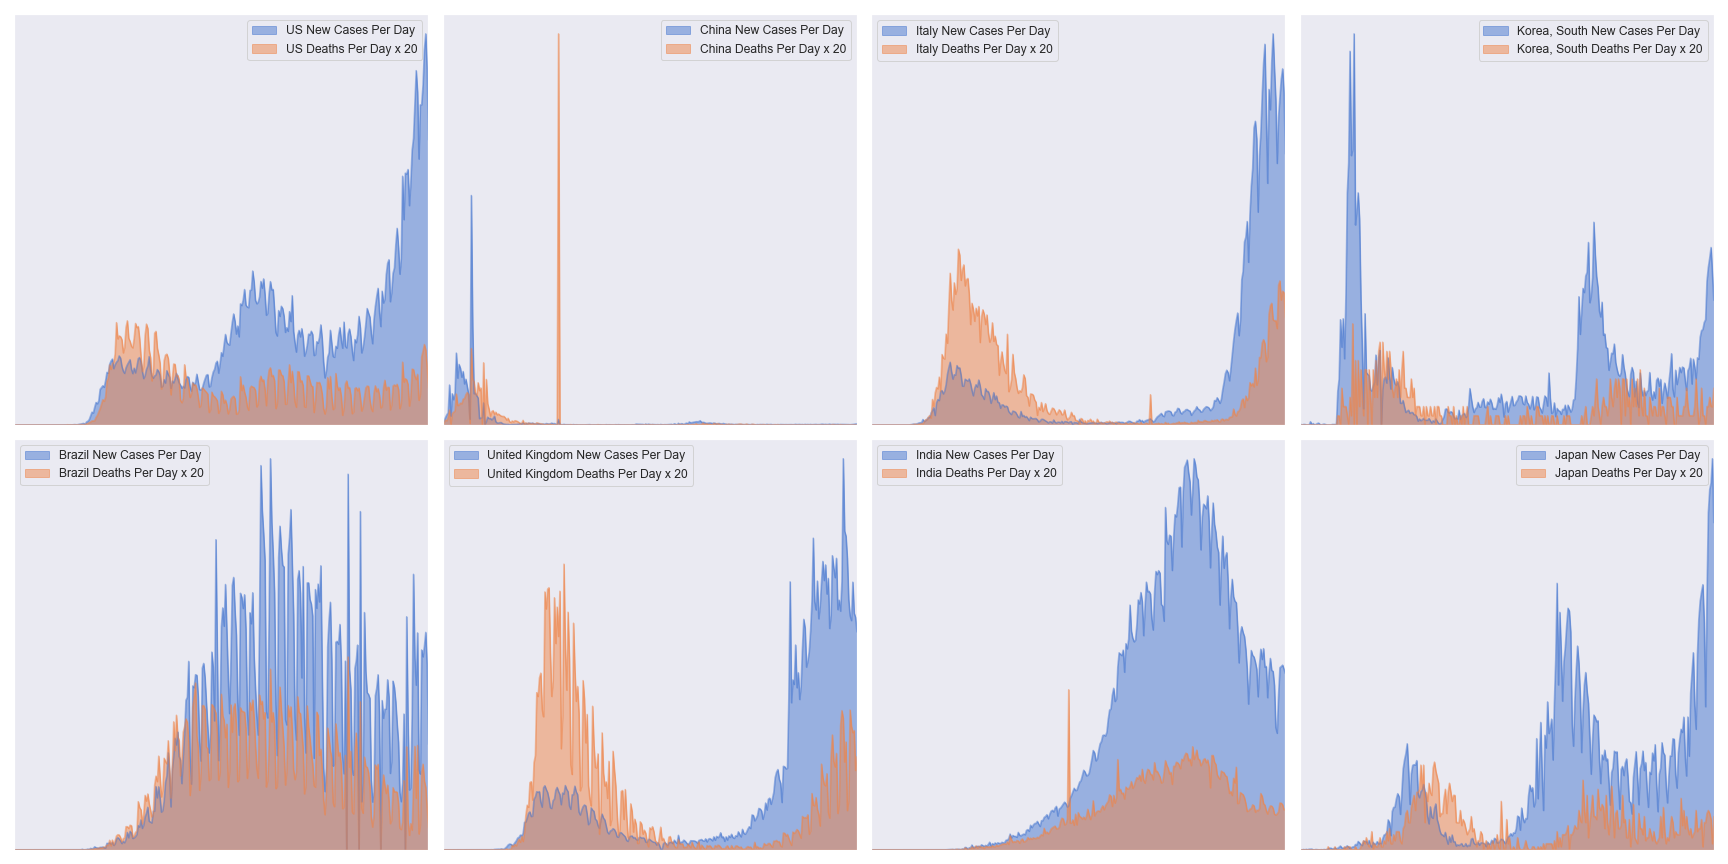 US New Cases Per Day
US Deaths Per Day x 20
China New Cases Per Day
China Deaths Per Day x 20
Italy New Cases Per Day
Italy Deaths Per Day x 20
Korea, South New Cases Per Day
Korea, South Deaths Per Day x 20
Brazil New Cases Per Day
Brazil Deaths Per Day x 20
United Kingdom New Cases Per Day
United Kingdom Deaths Per Day x 20
India New Cases Per Day
India Deaths Per Day x 20
Japan New Cases Per Day
Japan Deaths Per Day x 20